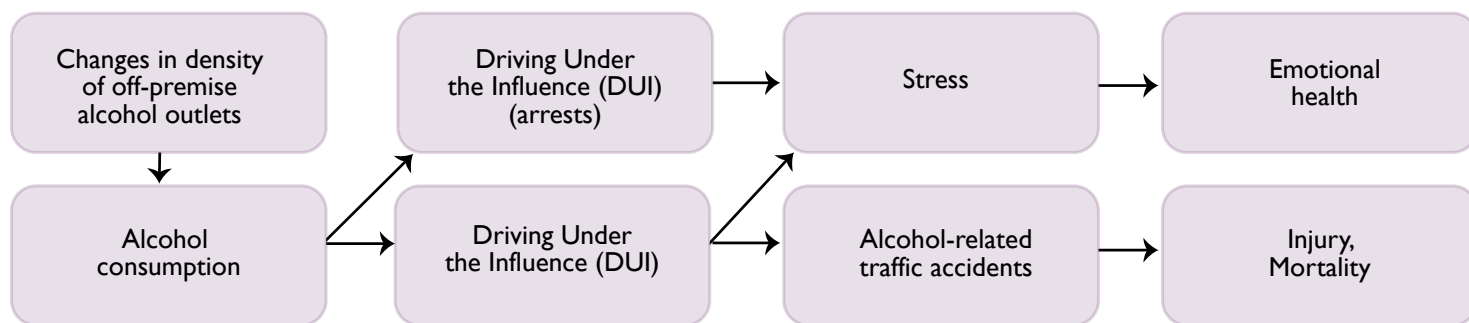 Changes in density
of off-premise
alcohol outlets
Driving Under
the Influence (DUI)
(arrests)
Stress
Emotional
health
Alcohol
consumption
Driving Under
the Influence (DUI)
Alcohol-related
traffic accidents
Injury,
Mortality